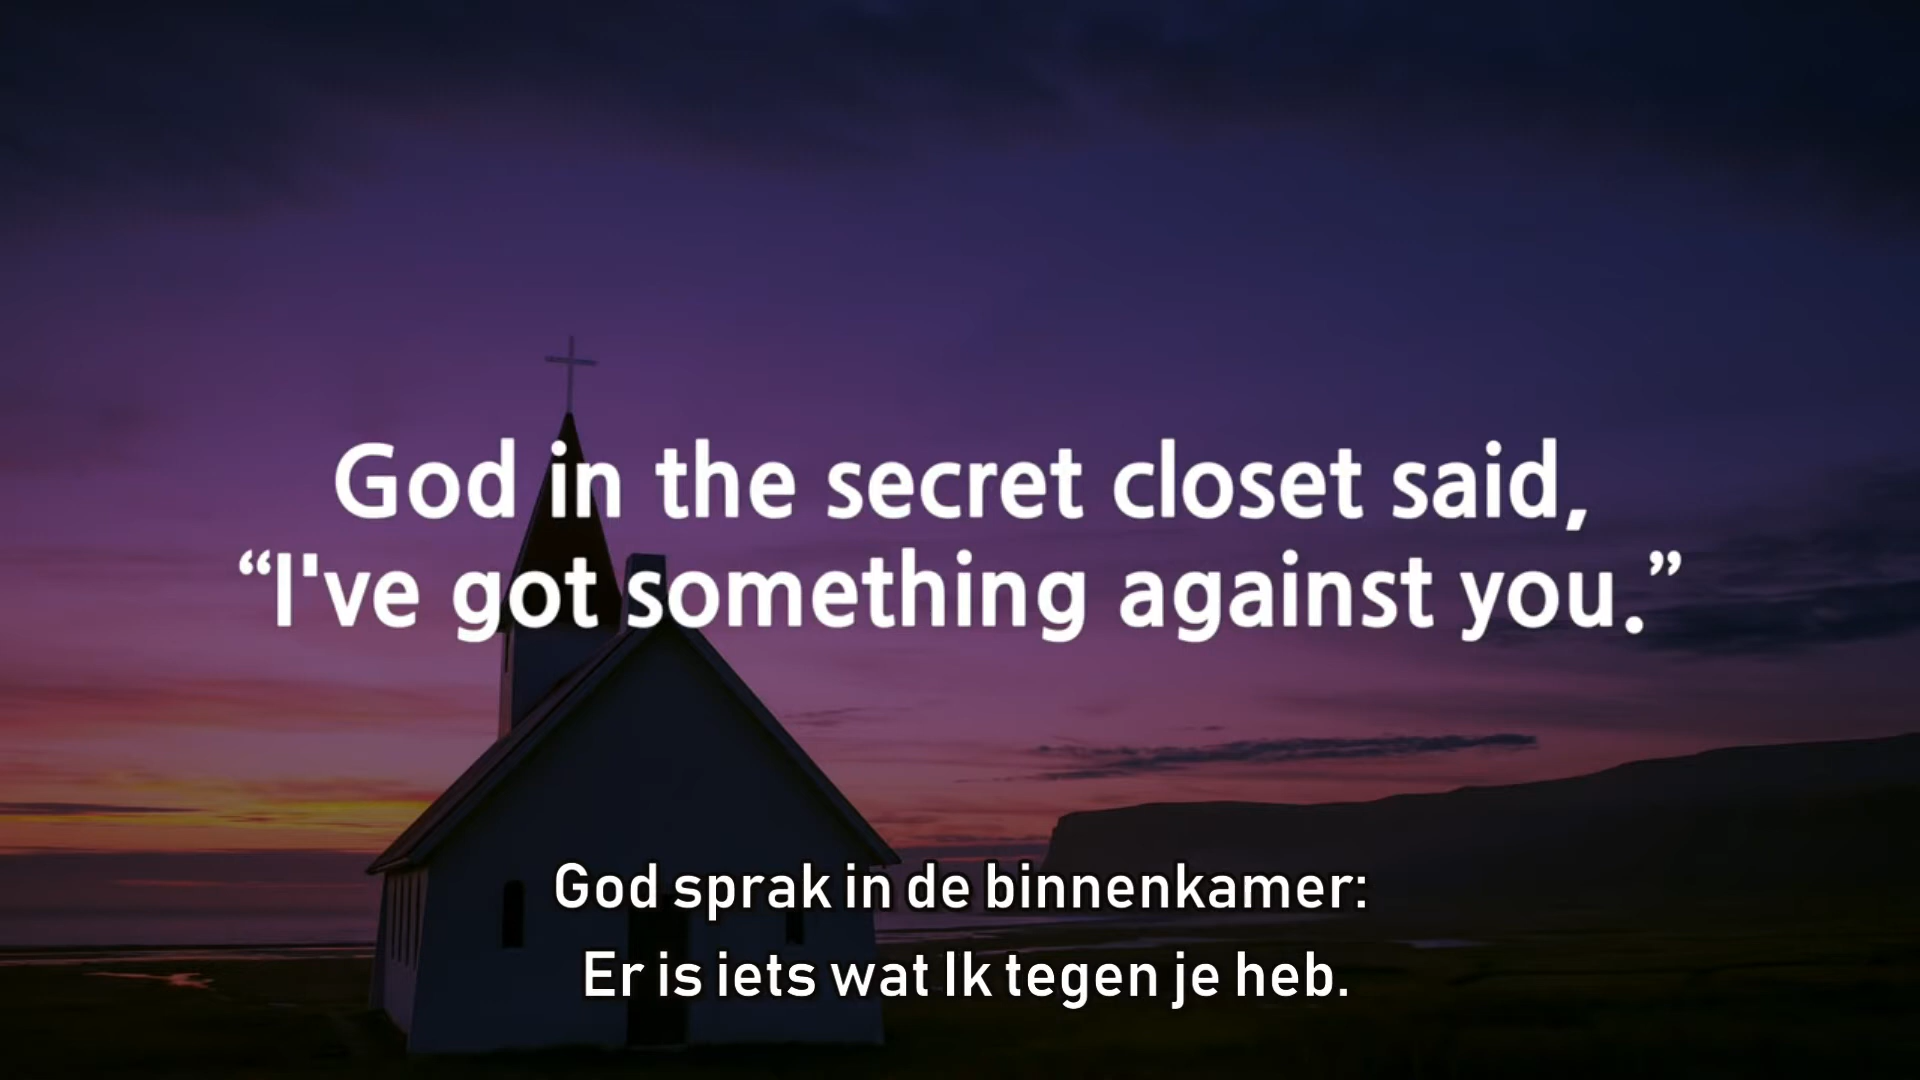 God in the secret closet said,
“I've got something against you.”
God sprak in de binnenkamer:
Er is iets wat Ik tegen je heb.